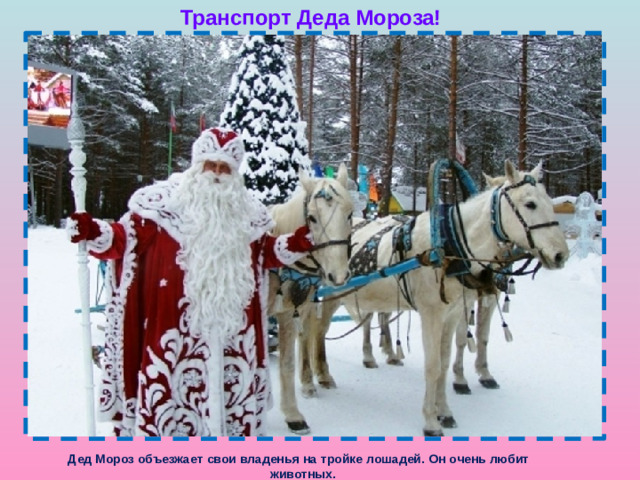 Транспорт Деда Мороза!
Дед Мороз объезжает свои владенья на тройке лошадей. Он очень любит
животных.